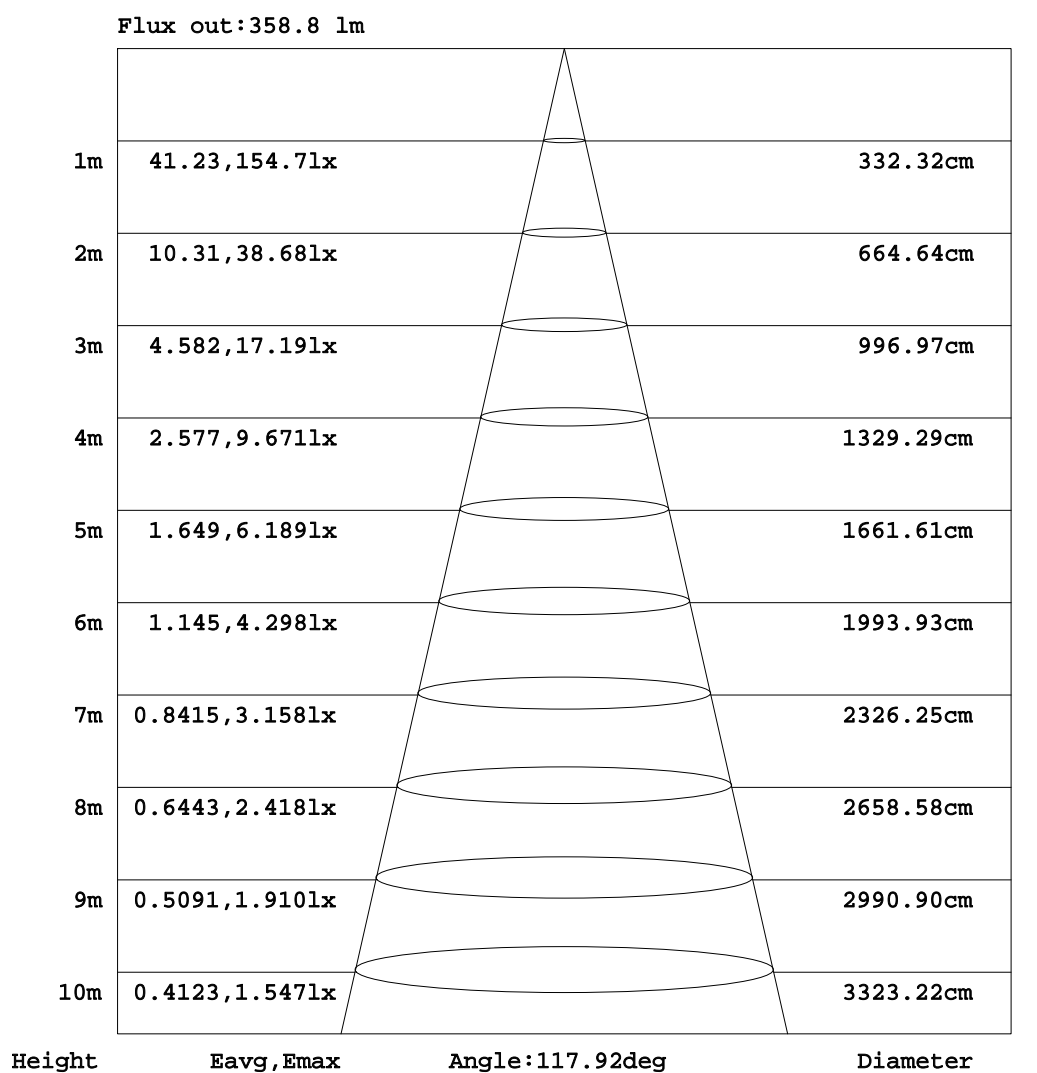 Flux out:358.8 lm
1m 41.23,154.7lx 332.32cm
2m 10.31,38.68lx 664.64cm
3m 4.582,17.19lx 996.97cm
4m 2.577,9.671lx 1329.29cm
5m 1.649,6.189lx 1661.61cm
6m 1.145,4.298lx 1993.93cm
7m 0.8415,3.158lx 2326.25cm
8m 0.6443,2.418lx 2658.58cm
9m 0.5091,1.910lx 2990.90cm
10m 0.4123,1.547lx 3323.22cm
Height Eavg,Emax Angle:117.92deg Diameter